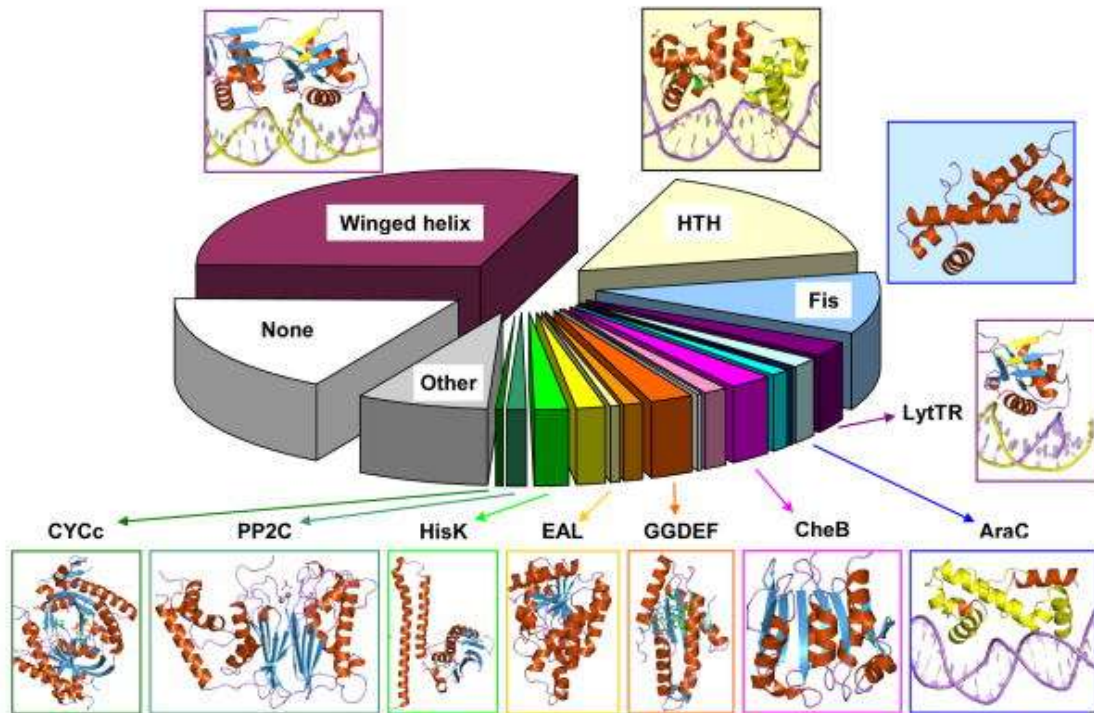 Winged helix
HTH
None
Other
Fis
LytTR
CYCc
PP2C
HisK
EAL
GGDEF
CheB
AraC